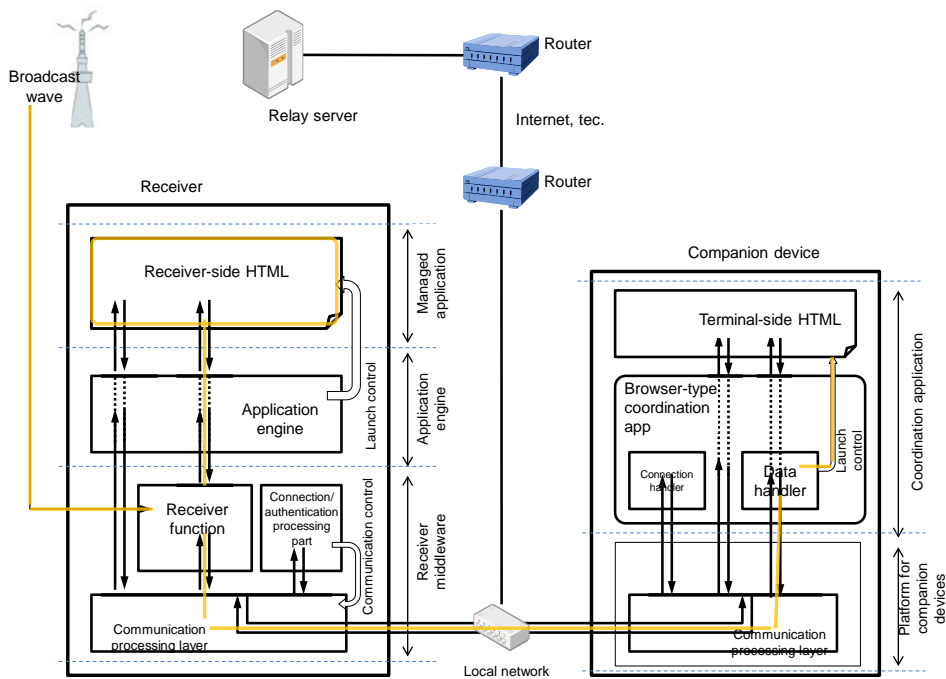 Broadcast
wave
Relay server
Router
Internet, tec.
Router
Receiver
Receiver-side HTML
Managed
application
Launch control
Application
engine
Application
engine
Receiver
function
Connection/
authentication processing
part
Communication control
Receiver
middleware
Communication
processing layer
Local network
Companion device
Terminal-side HTML
Browser-type
coordination
app
Launch
control
Connection
handler
Data
handler
Coordination application
Communication
processing layer
Platform for
companion
devices